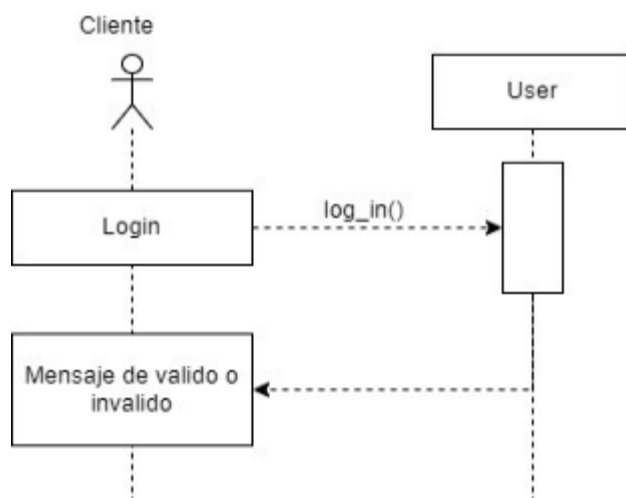 Cliente
User
log_in()
Login
Mensaje de valido o
invalido